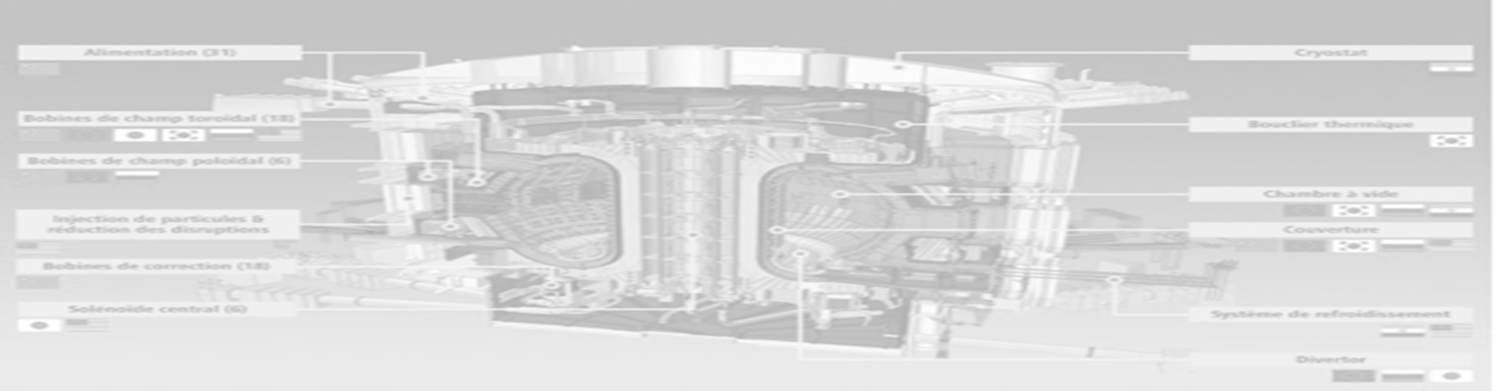 Alimentation (31)
Bobines de champ toroïdal (18)
Bobines de champ poloïdal (6)
Injection de particules &
réduction des disruptions
Bobines de correction (18)
Solénoïde central (6)
Cryostat
Bouclier thermique
Chambre à vide
Couverture
Système de refroidissement
Divertor